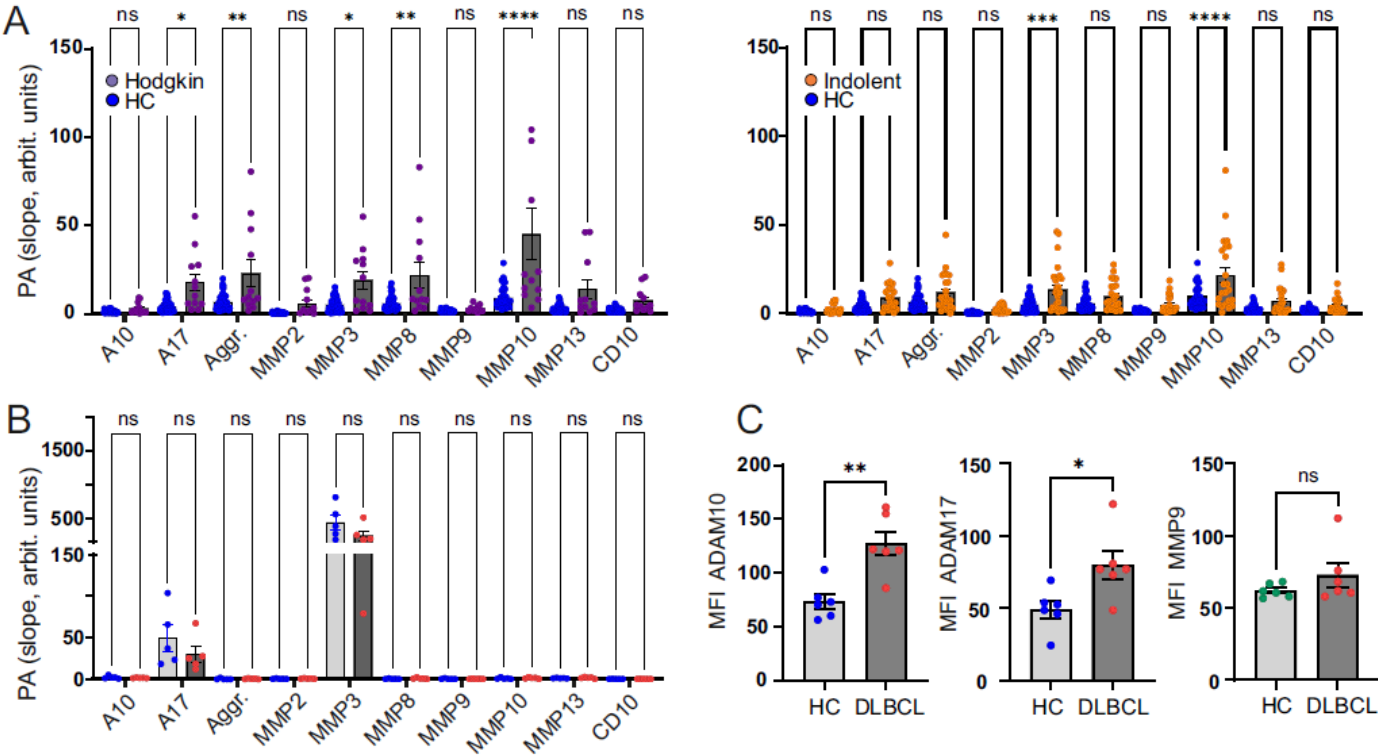 A
PA (slope, arbit. units)
150
100
50
0
ns * ** ns * ** ns **** ns ns
Hodgkin
HC
A10 A17 Aggr. MMP2 MMP3 MMP8 MMP9 MMP10 MMP13 CD10
150
100
50
0
ns ns ns ns *** ns ns **** ns ns
Indolent
HC
A10 A17 Aggr. MMP2 MMP3 MMP8 MMP9 MMP10 MMP13 CD10
B
PA (slope, arbit. units)
1500
500
150
50
0
ns ns ns ns ns ns ns ns ns ns
A10 A17 Aggr. MMP2 MMP3 MMP8 MMP9 MMP10 MMP13 CD10
C
MFI ADAM10
200
150
100
50
0
**
HC DLBCL
MFI ADAM17
150
100
50
0
*
HC DLBCL
MFI MMP9
150
100
50
0
ns
HC DLBCL